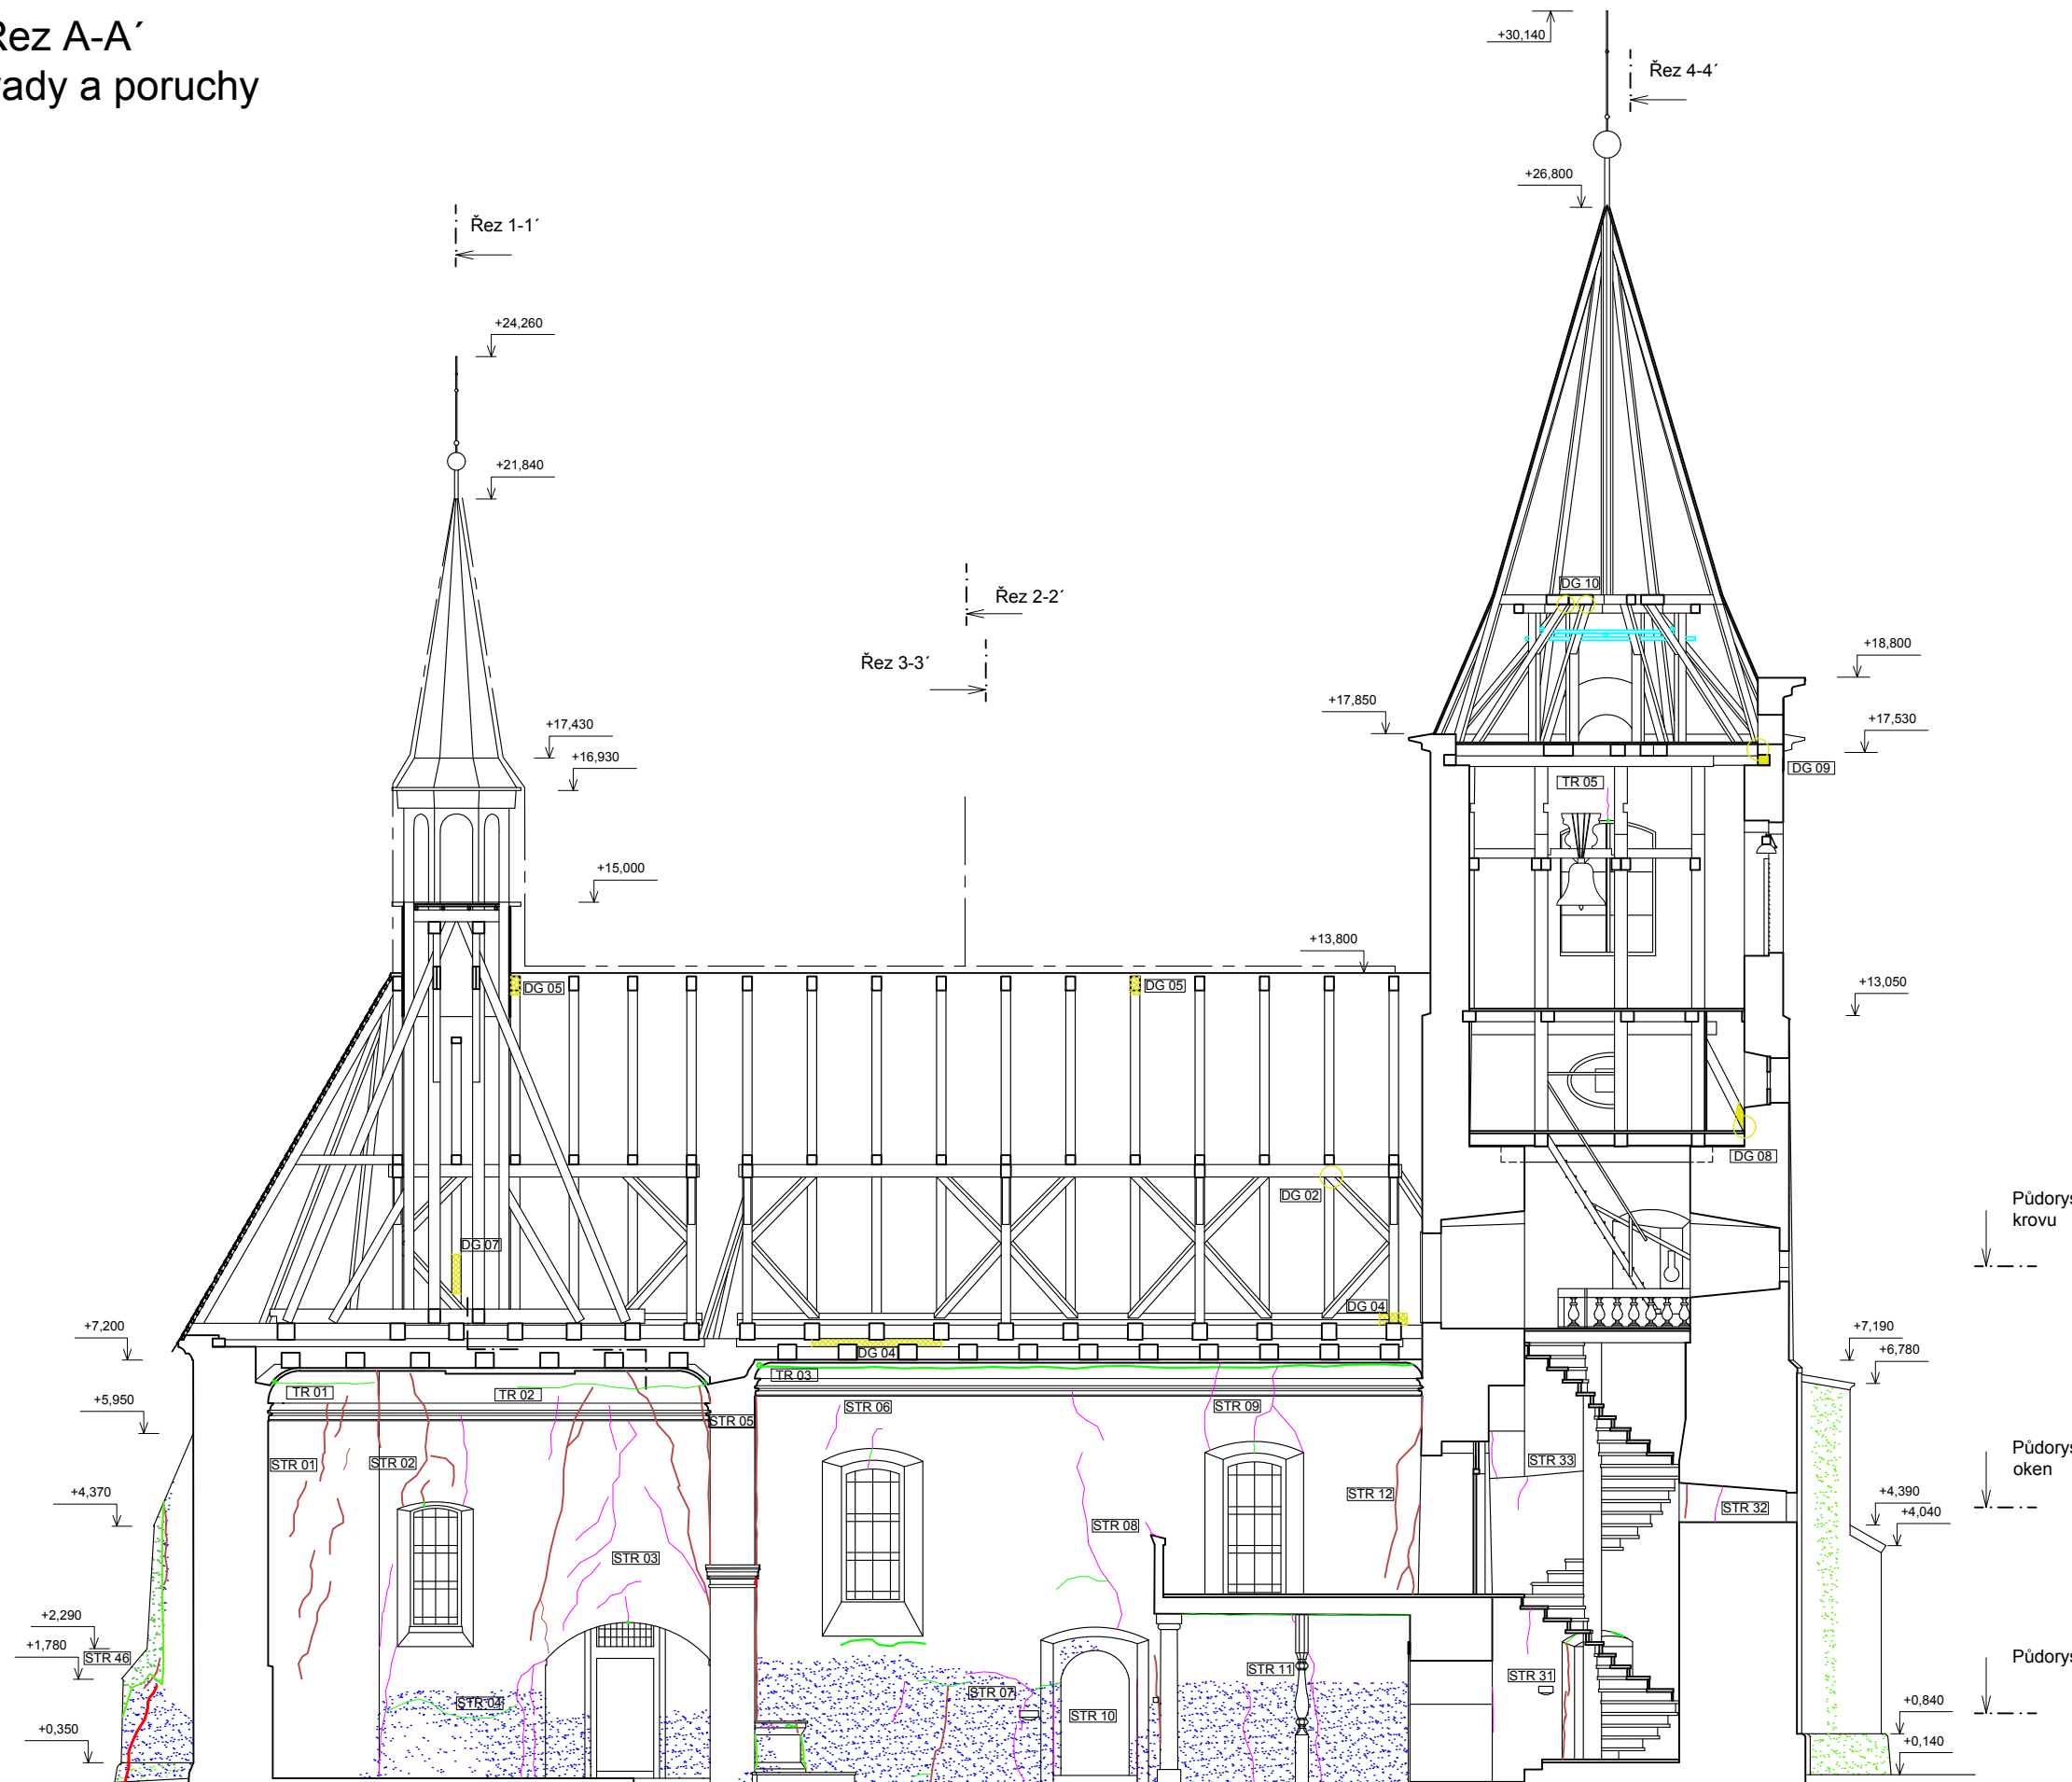 Řez A-A´
vady a poruchy
+30,140
Řez 4-4´
+26,800
Řez 1-1´
+24,260
+21,840
Řez 2-2´
DG 10
Řez 3-3´
+18,800
+17,850
+17,530
+17,430
+16,930
DG 09
TR 05
+15,000
+13,800
+13,050
DG 05
DG 05
DG 08
DG 02
Půdorys
krovu
DG 07
DG 04
+7,200
+7,190
DG 04
+6,780
TR 01
TR 02
TR 03
+5,950
STR 05
STR 06
STR 09
STR 01
STR 02
STR 33
Půdorys
oken
+4,370
STR 12
STR 32
+4,390
+4,040
STR 08
STR 03
+2,290
+1,780
STR 46
STR 11
STR 31
Půdorys
STR 04
STR 07
STR 10
+0,840
+0,350
+0,140